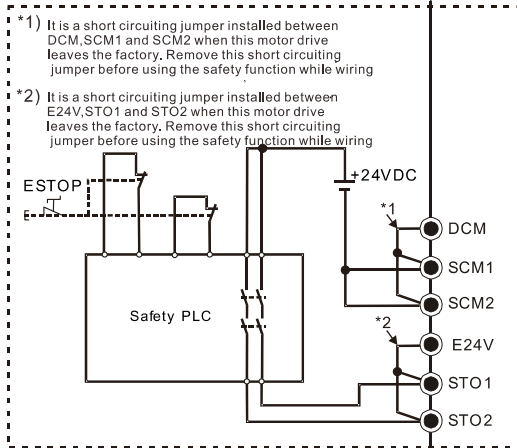 *1) It is a short circuiting jumper installed between
DCM,SCM1 and SCM2 when this motor drive
leaves the factory. Remove this short circuiting
jumper before using the safety function while wiring
*2) It is a short circuiting jumper installed between
E24V,STO1 and STO2 when this motor drive
leaves the factory. Remove this short circuiting
jumper before using the safety function while wiring
ESTOP
+24VDC
*1
DCM
SCM1
Safety PLC
SCM2
*2
E24V
STO1
STO2